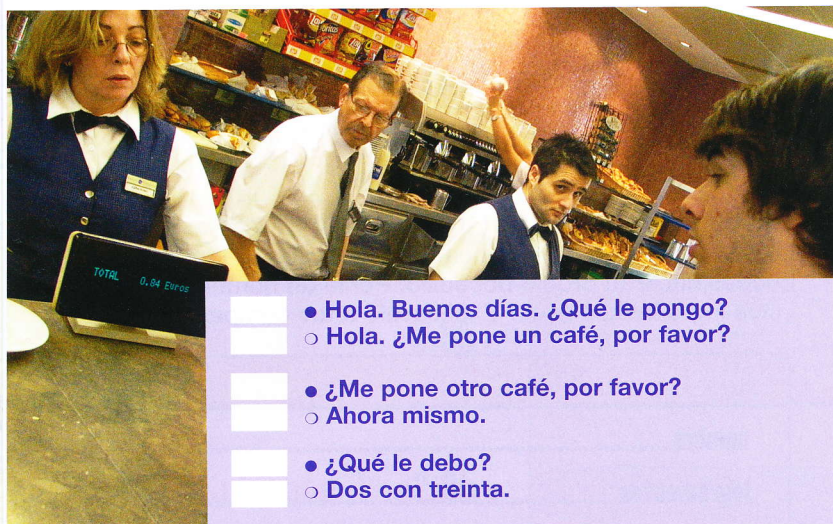 TOTAL 0.84 Euros
● Hola. Buenos días. ¿Qué le pongo?
○ Hola. ¿Me pone un café, por favor?
● ¿Me pone otro café, por favor?
○ Ahora mismo.
● ¿Qué le debo?
○ Dos con treinta.